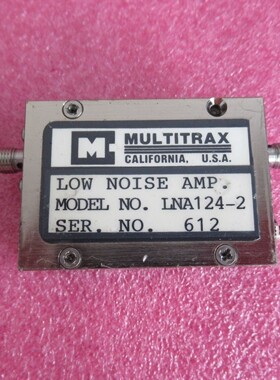 M
MULTITRAX
CALIFORNIA, U.S.A.
LOW NOISE AMP.
MODEL NO. LNA124-2
SER. NO. 612